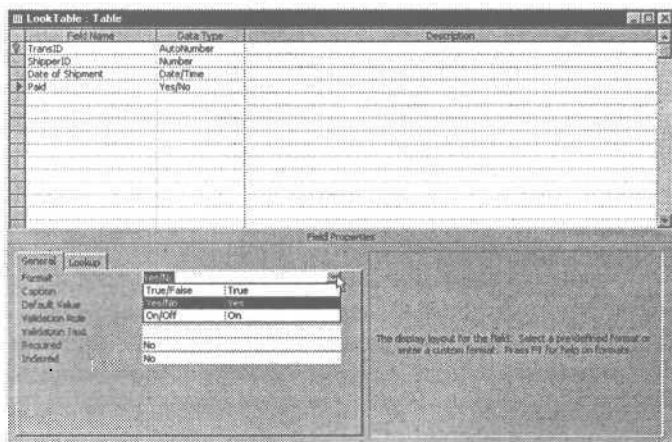 LookTable : Table
Field Name Data Type Description
TransID AutoNumber
ShipperID Number
Date of Shipment Date/Time
Paid Yes/No
Field Properties
General Lookup
Format Yes/No
Caption True/False True
Default Value Yes/No Yes
Validation Rule On/Off On
Validation Text
Required No
Indexed No
The display layout for the field. Select a pre-defined format or
enter a custom format. Press F1 for help on formats.